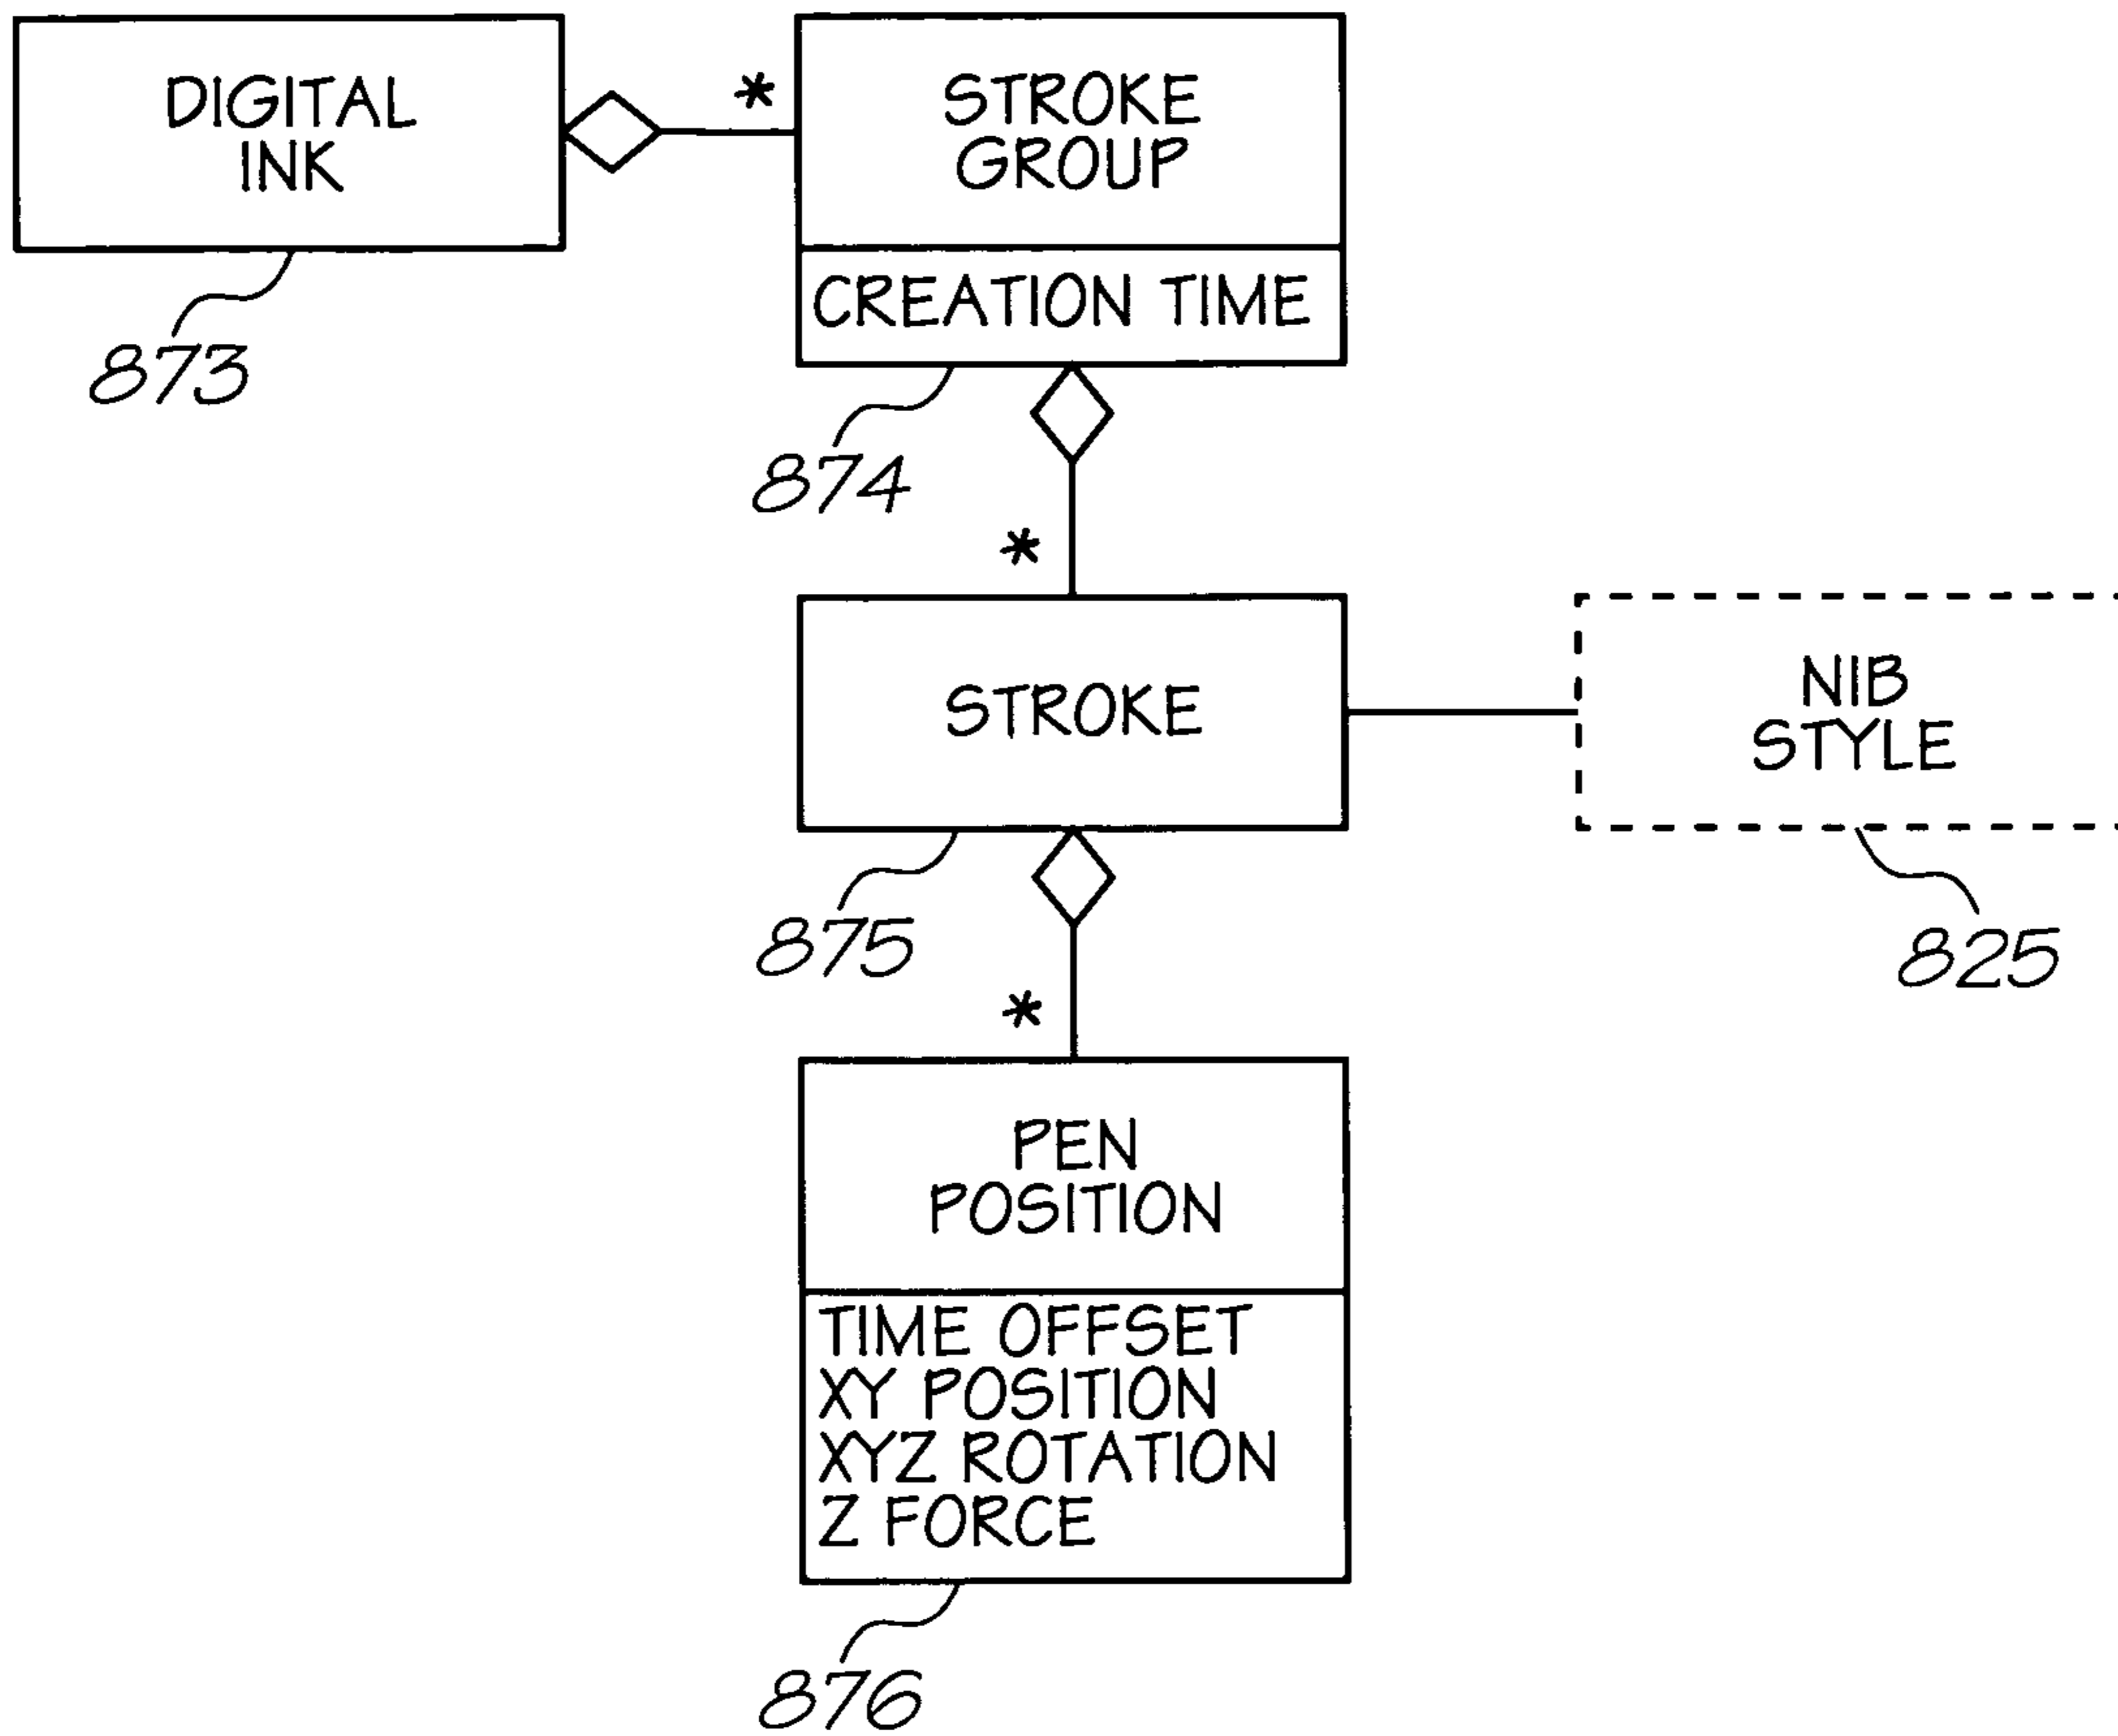 DIGITAL
INK
*
STROKE
GROUP
CREATION TIME
873
874
*
STROKE
NIB
STYLE
875
825
*
PEN
POSITION
TIME OFFSET
XY POSITION
XYZ ROTATION
Z FORCE
876